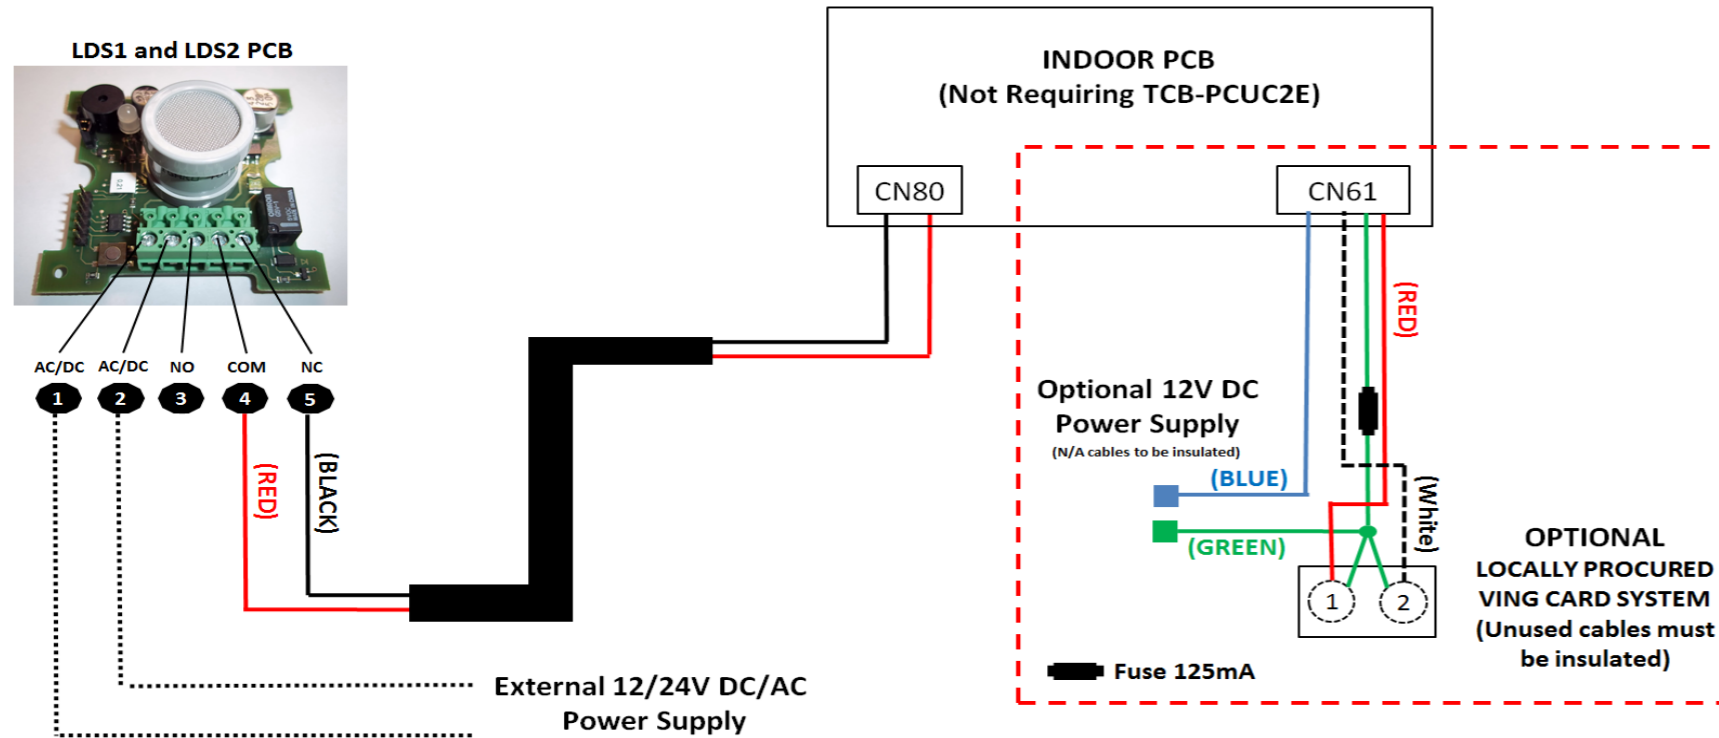 LDS1 and LDS2 PCB
INDOOR PCB
(Not Requiring TCB-PCUC2E)
CN80
CN61
AC/DC AC/DC NO COM NC
1 2 3 4 5
(RED)
(BLACK)
External 12/24V DC/AC
Power Supply
(RED)
Optional 12V DC
Power Supply
(N/A cables to be insulated)
(BLUE)
(GREEN)
(White)
1 2
Fuse 125mA
OPTIONAL
LOCALLY PROCURED
VING CARD SYSTEM
(Unused cables must
be insulated)